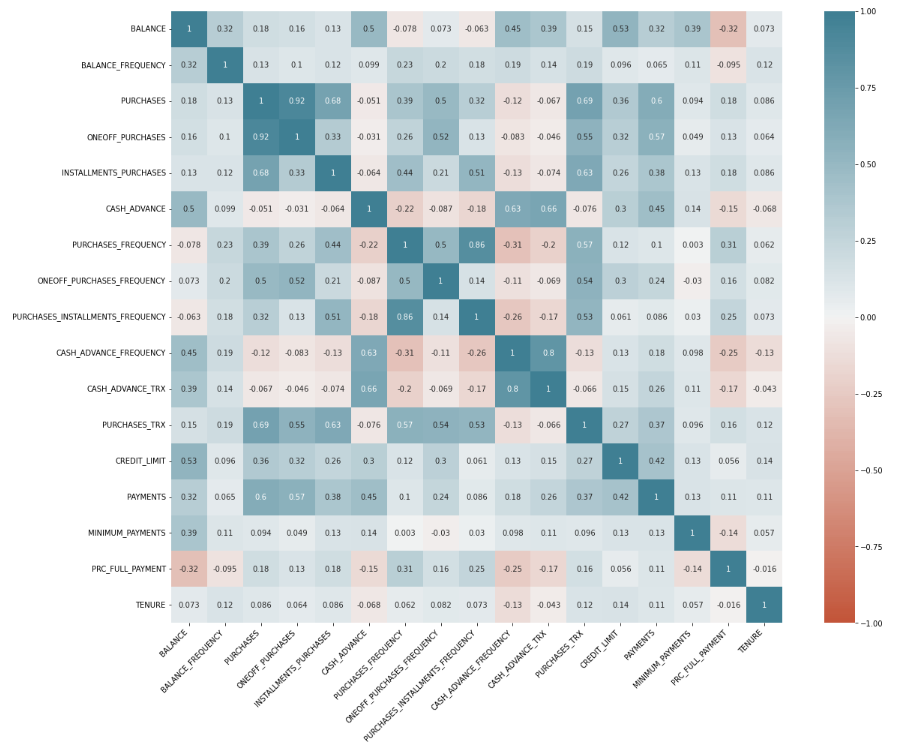 BALANCE 1 0.32 0.18 0.16 0.13 0.5 -0.078 0.073 -0.063 0.45 0.39 0.15 0.53 0.32 0.39 -0.32 0.073
BALANCE_FREQUENCY 0.32 1 0.13 0.1 0.12 0.099 0.23 0.2 0.18 0.19 0.14 0.19 0.096 0.065 0.11 -0.095 0.12
PURCHASES 0.18 0.13 1 0.92 0.68 -0.051 0.39 0.5 0.32 -0.12 -0.067 0.69 0.36 0.6 0.094 0.18 0.086
ONEOFF_PURCHASES 0.16 0.1 0.92 1 0.33 -0.031 0.26 0.52 0.13 -0.083 -0.046 0.55 0.32 0.57 0.049 0.13 0.064
INSTALLMENTS_PURCHASES 0.13 0.12 0.68 0.33 1 -0.064 0.44 0.21 0.51 -0.13 -0.074 0.63 0.26 0.38 0.13 0.18 0.086
CASH_ADVANCE 0.5 0.099 -0.051 -0.031 -0.064 1 -0.22 -0.087 -0.18 0.63 0.66 -0.076 0.3 0.45 0.14 -0.15 -0.068
PURCHASES_FREQUENCY -0.078 0.23 0.39 0.26 0.44 -0.22 1 0.5 0.86 -0.31 -0.2 0.57 0.12 0.1 0.003 0.31 0.062
ONEOFF_PURCHASES_FREQUENCY 0.073 0.2 0.5 0.52 0.21 -0.087 0.5 1 0.14 -0.11 -0.069 0.54 0.3 0.24 -0.03 0.16 0.082
PURCHASES_INSTALLMENTS_FREQUENCY -0.063 0.18 0.32 0.13 0.51 -0.18 0.86 0.14 1 -0.26 -0.17 0.53 0.061 0.086 0.03 0.25 0.073
CASH_ADVANCE_FREQUENCY 0.45 0.19 -0.12 -0.083 -0.13 0.63 -0.31 -0.11 -0.26 1 0.8 -0.13 0.13 0.18 0.098 -0.25 -0.13
CASH_ADVANCE_TRX 0.39 0.14 -0.067 -0.046 -0.074 0.66 -0.2 -0.069 -0.17 0.8 1 -0.066 0.15 0.26 0.11 -0.17 -0.043
PURCHASES_TRX 0.15 0.19 0.69 0.55 0.63 -0.076 0.57 0.54 0.53 -0.13 -0.066 1 0.27 0.37 0.096 0.16 0.12
CREDIT_LIMIT 0.53 0.096 0.36 0.32 0.26 0.3 0.12 0.3 0.061 0.13 0.15 0.27 1 0.42 0.13 0.056 0.14
PAYMENTS 0.32 0.065 0.6 0.57 0.38 0.45 0.1 0.24 0.086 0.18 0.26 0.37 0.42 1 0.13 0.11 0.11
MINIMUM_PAYMENTS 0.39 0.11 0.094 0.049 0.13 0.14 0.003 -0.03 0.03 0.098 0.11 0.096 0.13 0.13 1 -0.14 0.057
PRC_FULL_PAYMENT -0.32 -0.095 0.18 0.13 0.18 -0.15 0.31 0.16 0.25 -0.25 -0.17 0.16 0.056 0.11 -0.14 1 -0.016
TENURE 0.073 0.12 0.086 0.064 0.086 -0.068 0.062 0.082 0.073 -0.13 -0.043 0.12 0.14 0.11 0.057 -0.016 1
BALANCE
BALANCE_FREQUENCY
PURCHASES
ONEOFF_PURCHASES
INSTALLMENTS_PURCHASES
CASH_ADVANCE
PURCHASES_FREQUENCY
ONEOFF_PURCHASES_FREQUENCY
PURCHASES_INSTALLMENTS_FREQUENCY
CASH_ADVANCE_FREQUENCY
CASH_ADVANCE_TRX
PURCHASES_TRX
CREDIT_LIMIT
PAYMENTS
MINIMUM_PAYMENTS
PRC_FULL_PAYMENT
TENURE
1.00
0.75
0.50
0.25
0.00
−0.25
−0.50
−0.75
−1.00